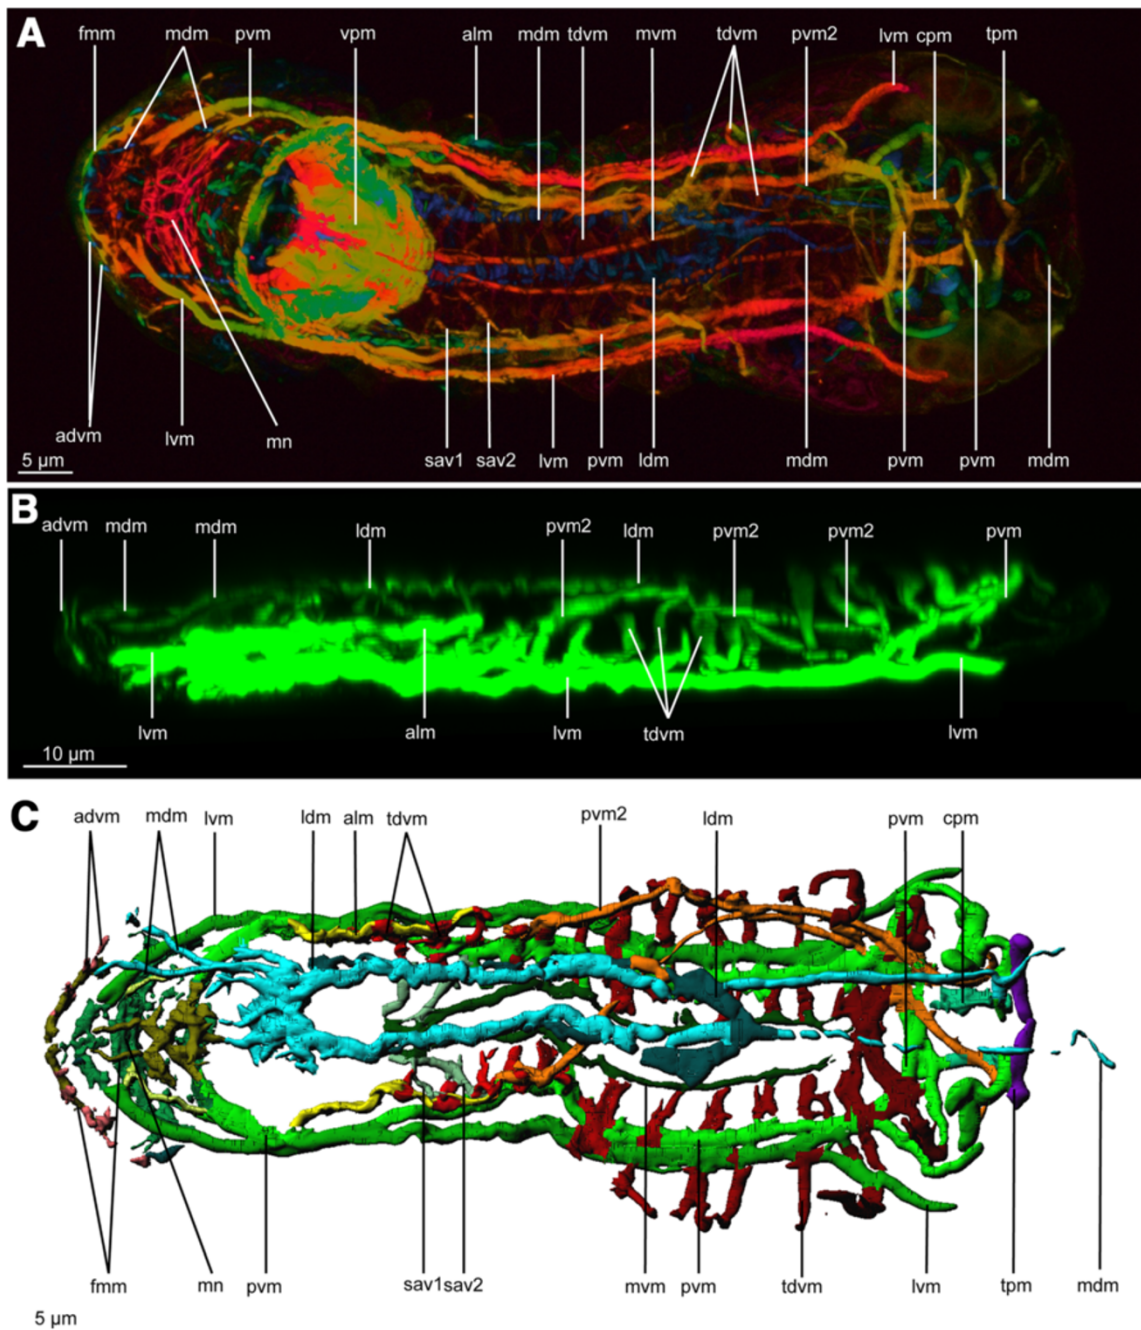 A
fmm mdm pvm vpm alm mdm tdvm mvm tdvm pvm2 lvm cpm tpm
advm lvm mn sav1 sav2 lvm pvm ldm mdm pvm pvm mdm
5 µm
B
advm mdm mdm ldm pvm2 ldm pvm2 pvm2 pvm
lvm alm lvm tdvm lvm
10 µm
C
advm mdm lvm ldm alm tdvm pvm2 ldm pvm cpm
fmm mn pvm sav1 sav2 mvm pvm tdvm lvm tpm mdm
5 µm